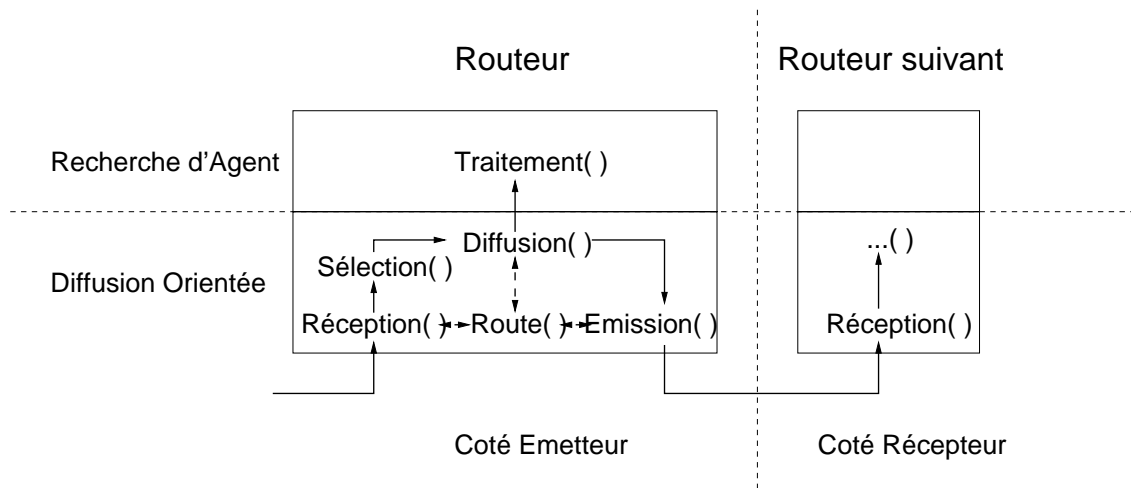 Routeur
Routeur suivant
Recherche d'Agent
Traitement( )
Diffusion( )
...( )
Sélection( )
Diffusion Orientée
Réception( )
Route( )
Emission( )
Réception( )
Coté Emetteur
Coté Récepteur